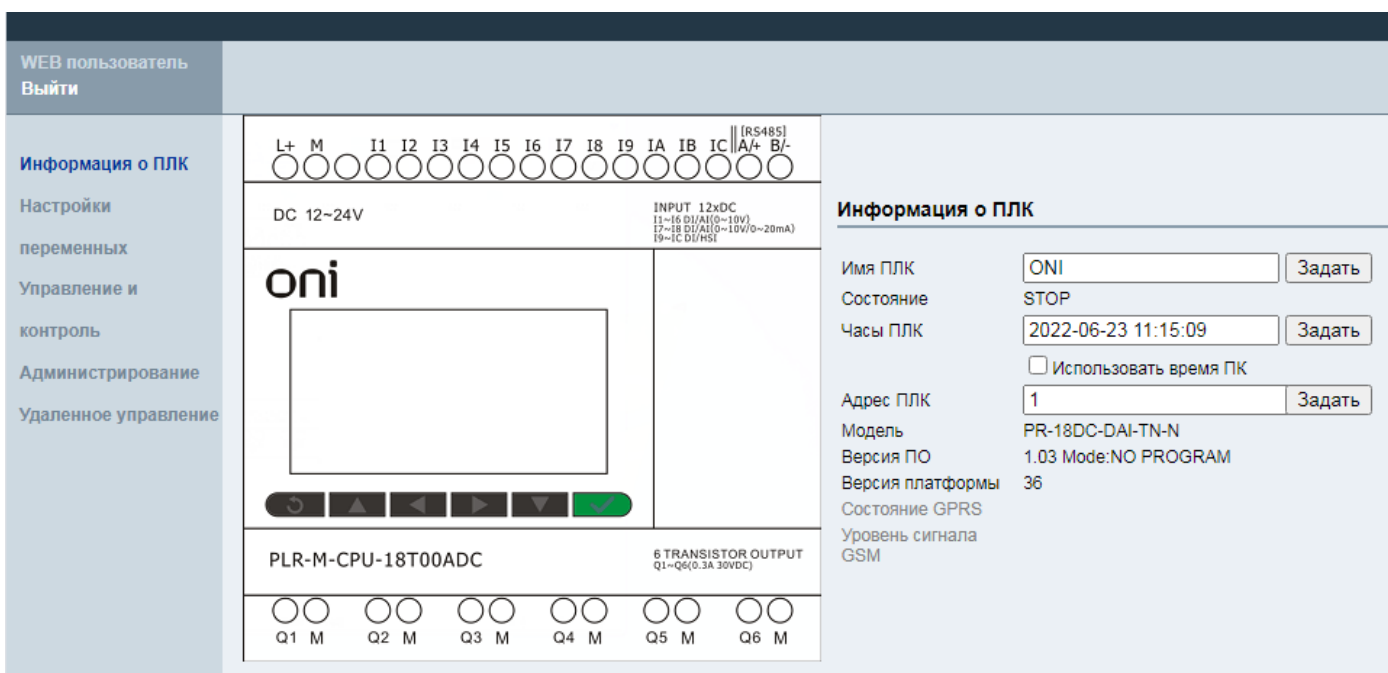 WEB пользователь
Выйти
Информация о ПЛК
Настройки
переменных
Управление и
контроль
Администрирование
Удаленное управление
[RS485]
L+ M I1 I2 I3 I4 I5 I6 I7 I8 I9 IA IB IC A/+ B/-
DC 12~24V
INPUT 12xDC
I1~I6 DI/AI(0~10V)
I7~I8 DI/AI(0~10V/0~20mA)
I9~IC DI/HSI
oni
PLR-M-CPU-18T00ADC
6 TRANSISTOR OUTPUT
Q1~Q6(0.3A 30VDC)
Q1 M Q2 M Q3 M Q4 M Q5 M Q6 M
Информация о ПЛК
Имя ПЛК ONI Задать
Состояние STOP
Часы ПЛК 2022-06-23 11:15:09 Задать
Использовать время ПК
Адрес ПЛК 1 Задать
Модель PR-18DC-DAI-TN-N
Версия ПО 1.03 Mode:NO PROGRAM
Версия платформы 36
Состояние GPRS
Уровень сигнала
GSM